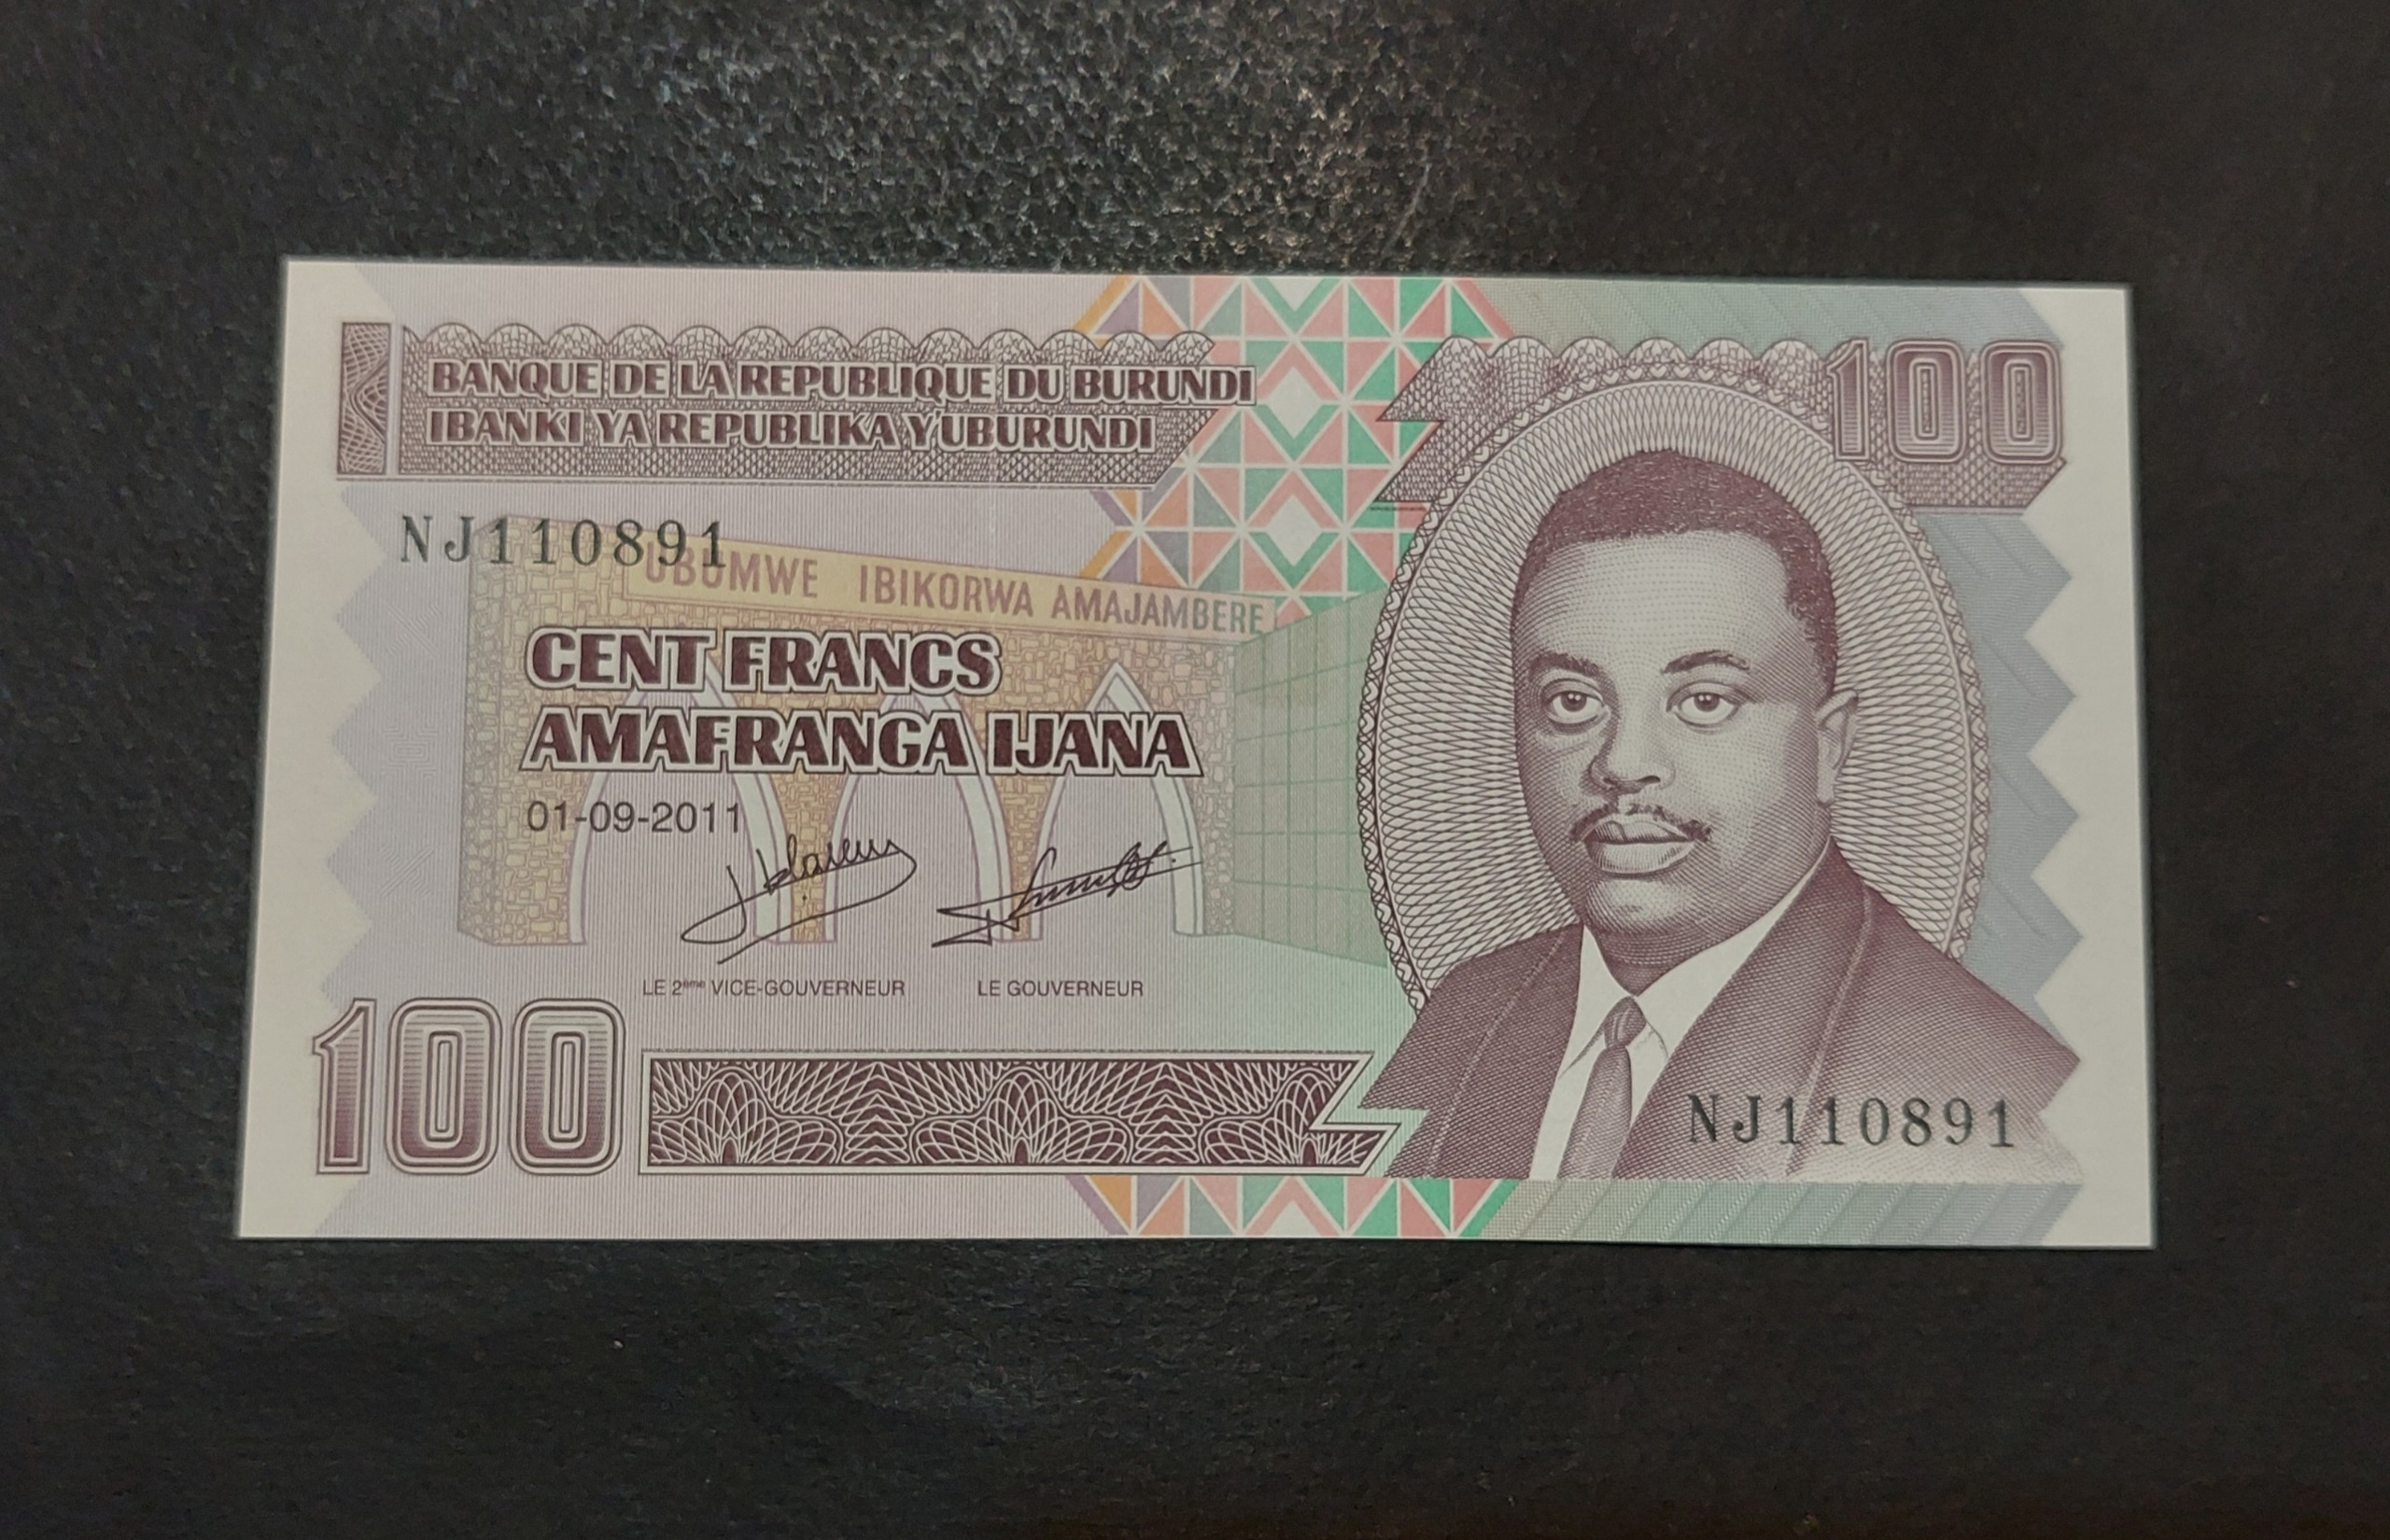 BANQUE DE LA REPUBLIQUE DU BURUNDI
IBANKI YA REPUBLIKA Y'UBURUNDI
100
NJ110891
UBUMWE IBIKORWA AMAJAMBERE
CENT FRANCS
AMAFRANGA IJANA
01-09-2011
LE 2ème VICE-GOUVERNEUR LE GOUVERNEUR
100
NJ110891